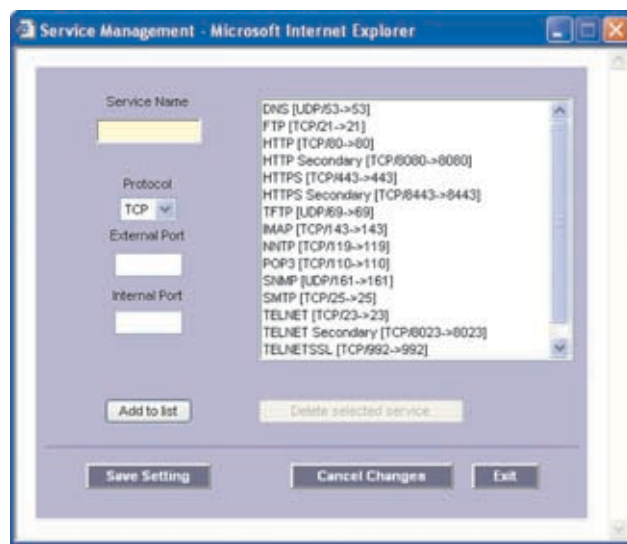 Service Management - Microsoft Internet Explorer
Service Name
Protocol
TCP
External Port
Internal Port
Add to list
DNS [UDP/53->53]
FTP [TCP/21->21]
HTTP [TCP/80->80]
HTTP Secondary [TCP/8080->8080]
HTTPS [TCP/443->443]
HTTPS Secondary [TCP/8443->8443]
TFTP [UDP/69->69]
IMAP [TCP/143->143]
NNTP [TCP/119->119]
POP3 [TCP/110->110]
SNMP [UDP/161->161]
SMTP [TCP/25->25]
TELNET [TCP/23->23]
TELNET Secondary [TCP/8023->8023]
TELNETSSL [TCP/992->992]
Delete selected service
Save Setting
Cancel Changes
Exit